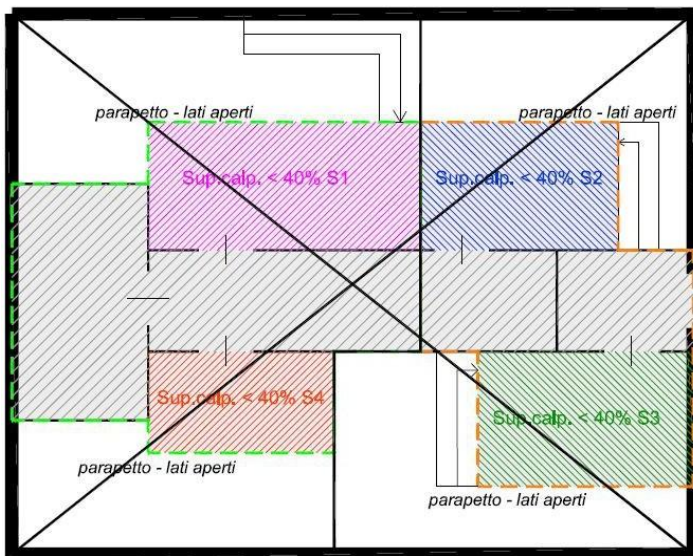 parapetto - lati aperti
parapetto - lati aperti
Sup.calp. < 40% S1
Sup.calp. < 40% S2
Sup.calp. < 40% S4
Sup.calp. < 40% S3
parapetto - lati aperti
parapetto - lati aperti